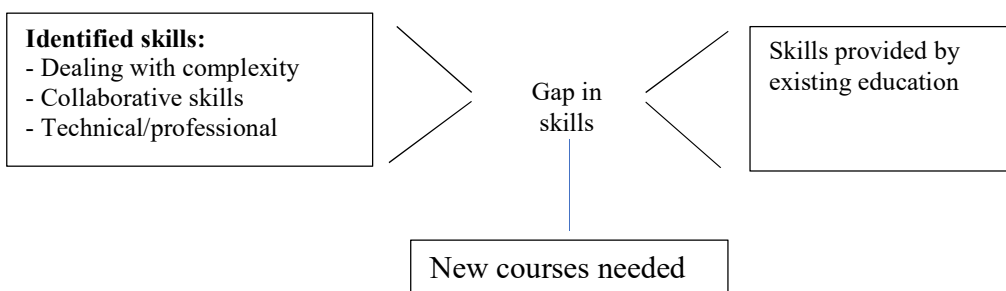 Identified skills:
- Dealing with complexity
- Collaborative skills
- Technical/professional
Gap in
skills
Skills provided by
existing education
New courses needed